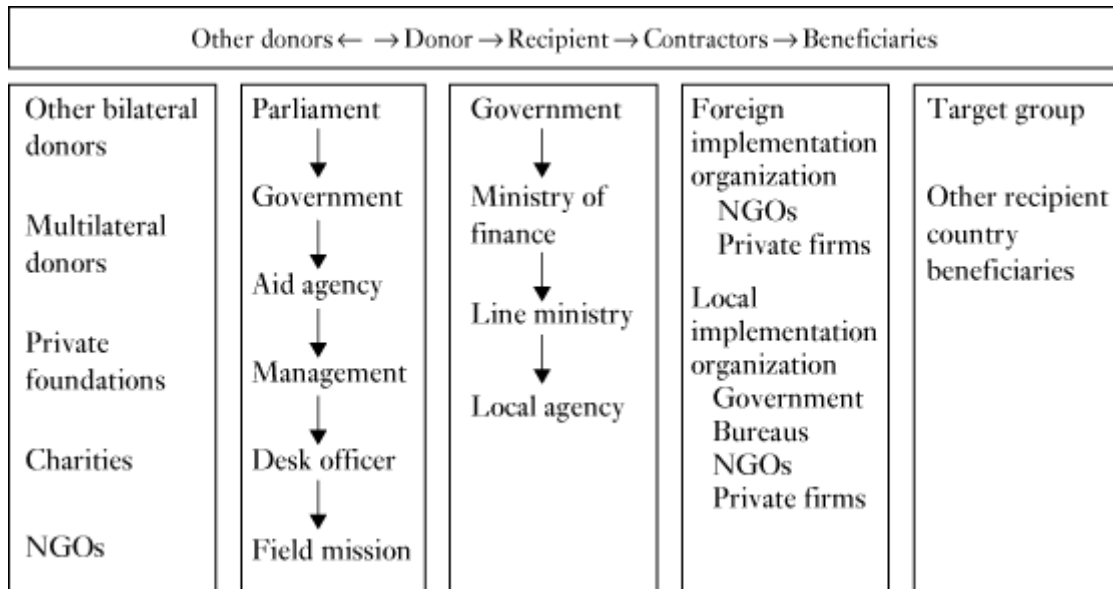 Other donors ← → Donor → Recipient → Contractors → Beneficiaries
Other bilateral
donors
Multilateral
donors
Private
foundations
Charities
NGOs
Parliament
Government
Aid agency
Management
Desk officer
Field mission
Government
Ministry of
finance
Line ministry
Local agency
Foreign
implementation
organization
NGOs
Private firms
Local
implementation
organization
Government
Bureaus
NGOs
Private firms
Target group
Other recipient
country
beneficiaries